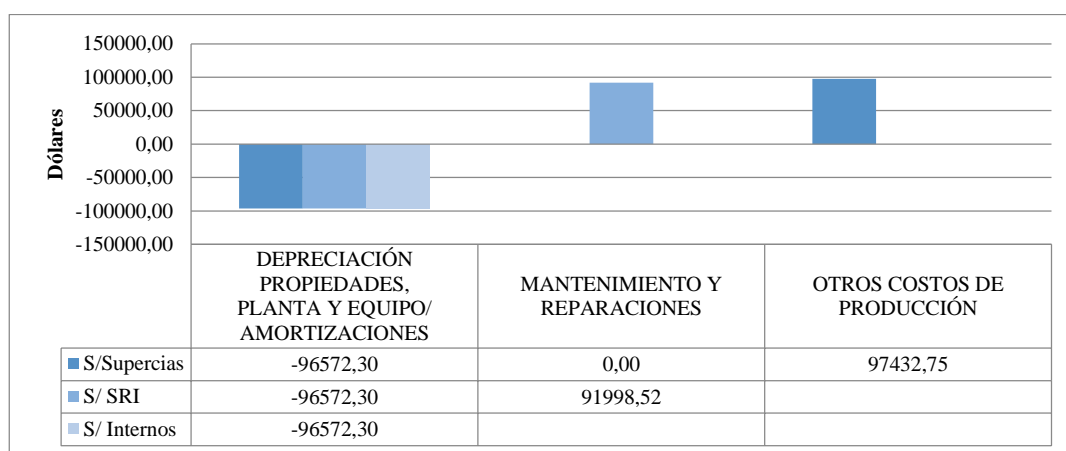 150000,00
100000,00
50000,00
0,00
-50000,00
-100000,00
-150000,00
Dólares
DEPRECIACIÓN
PROPIEDADES,
PLANTA Y EQUIPO/
AMORTIZACIONES
MANTENIMIENTO Y
REPARACIONES
OTROS COSTOS DE
PRODUCCIÓN
S/Supercias -96572,30 0,00 97432,75
S/ SRI -96572,30 91998,52
S/ Internos -96572,30